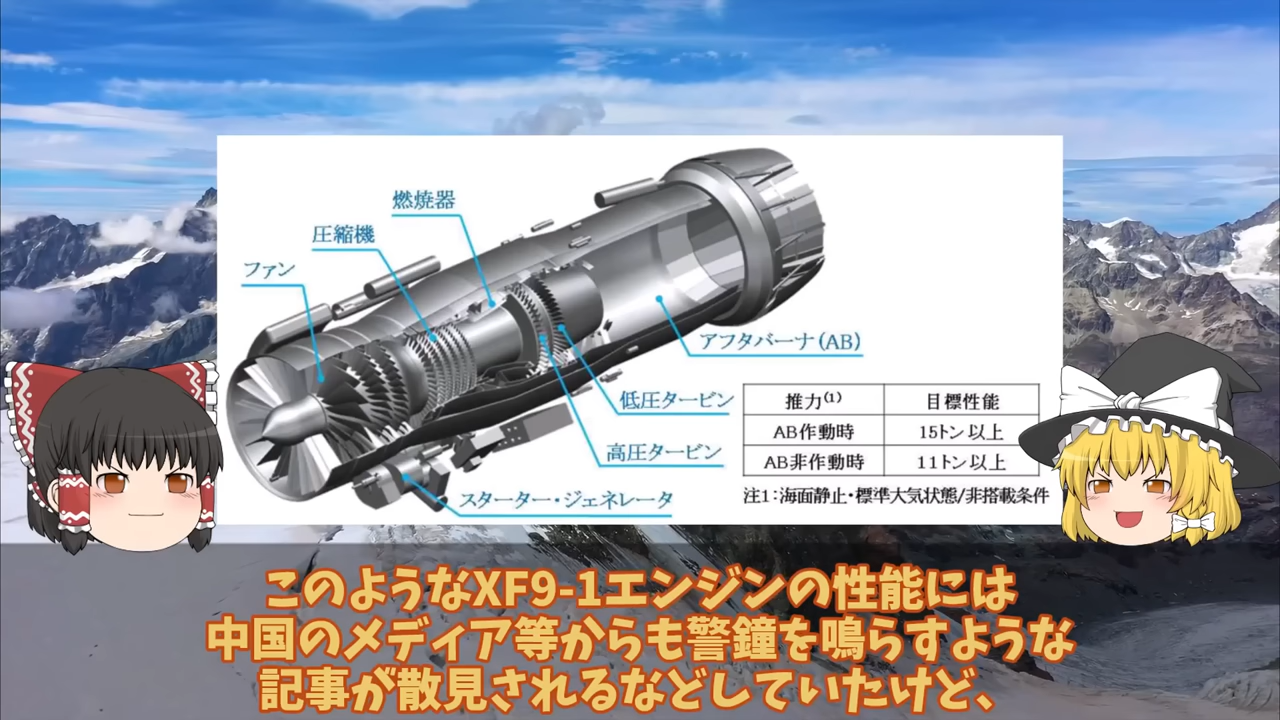 燃焼器
圧縮機
ファン
アフタバーナ(AB)
低圧タービン
高圧タービン
スターター・ジェネレータ
推力(1) 目標性能
AB作動時 15トン以上
AB非作動時 11トン以上
注1:海面静止・標準大気状態/非搭載条件
このようなXF9-1エンジンの性能には
中国のメディア等からも警鐘を鳴らすような
記事が散見されるなどしていたけど、